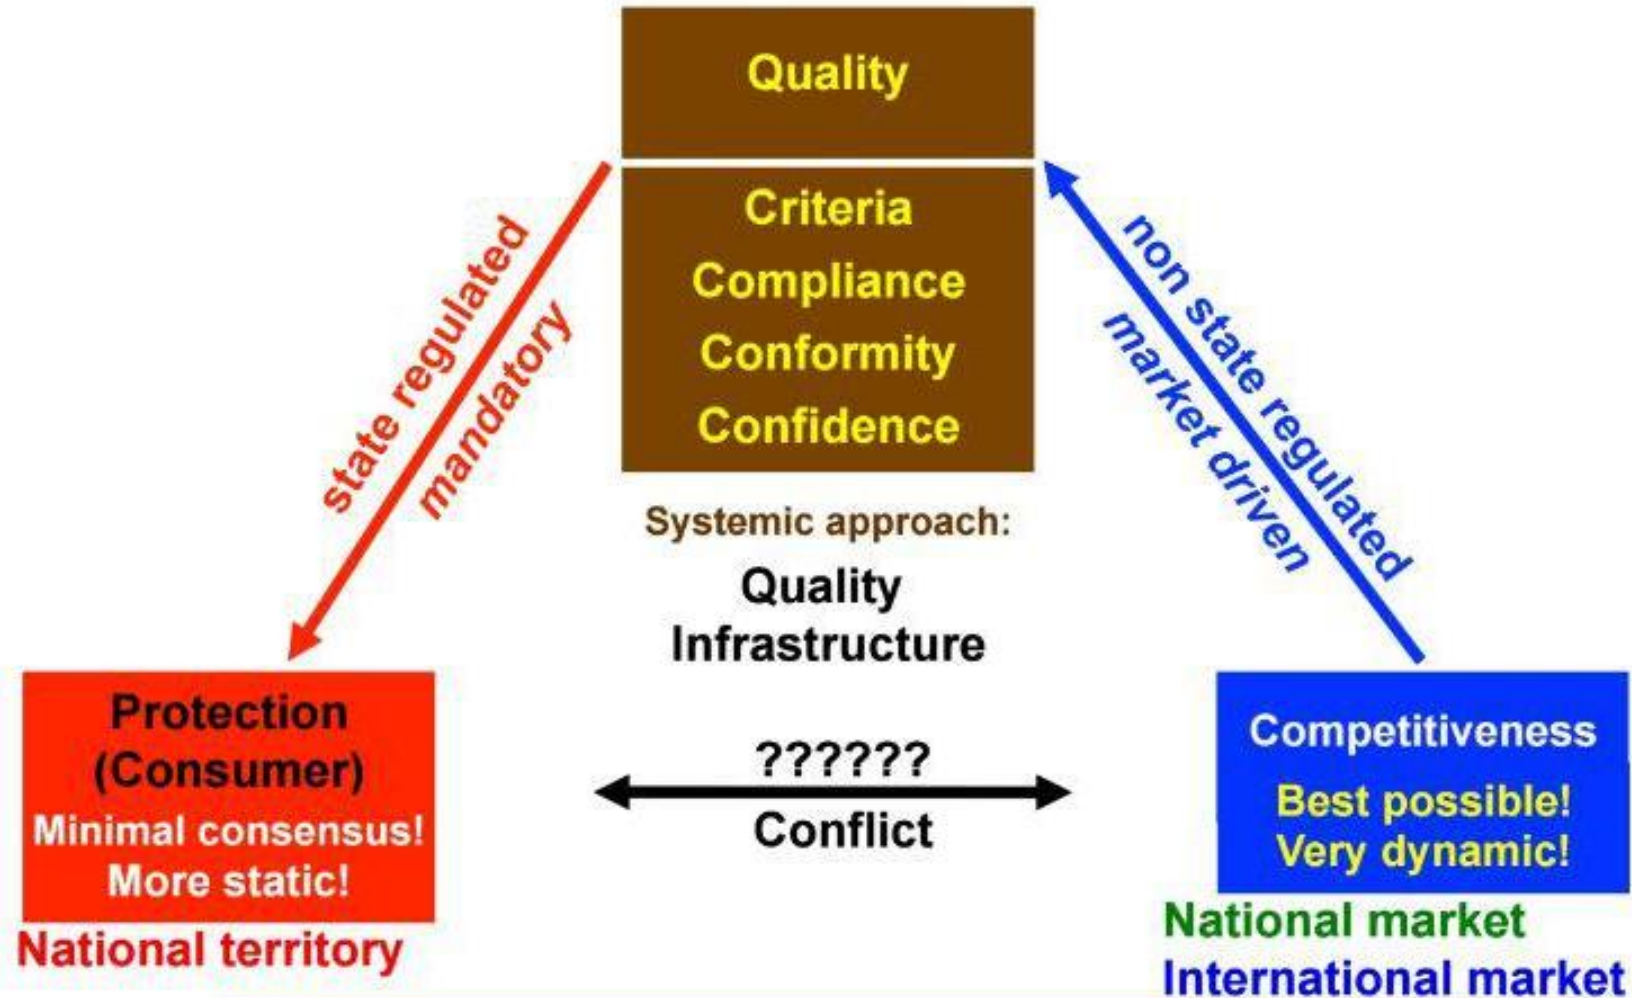 Quality
Criteria
Compliance
Conformity
Confidence
state regulated
mandatory
non state regulated
market driven
Systemic approach:
Quality
Infrastructure
Protection
(Consumer)
Minimal consensus!
More static!
National territory
??????
Conflict
Competitiveness
Best possible!
Very dynamic!
National market
International market